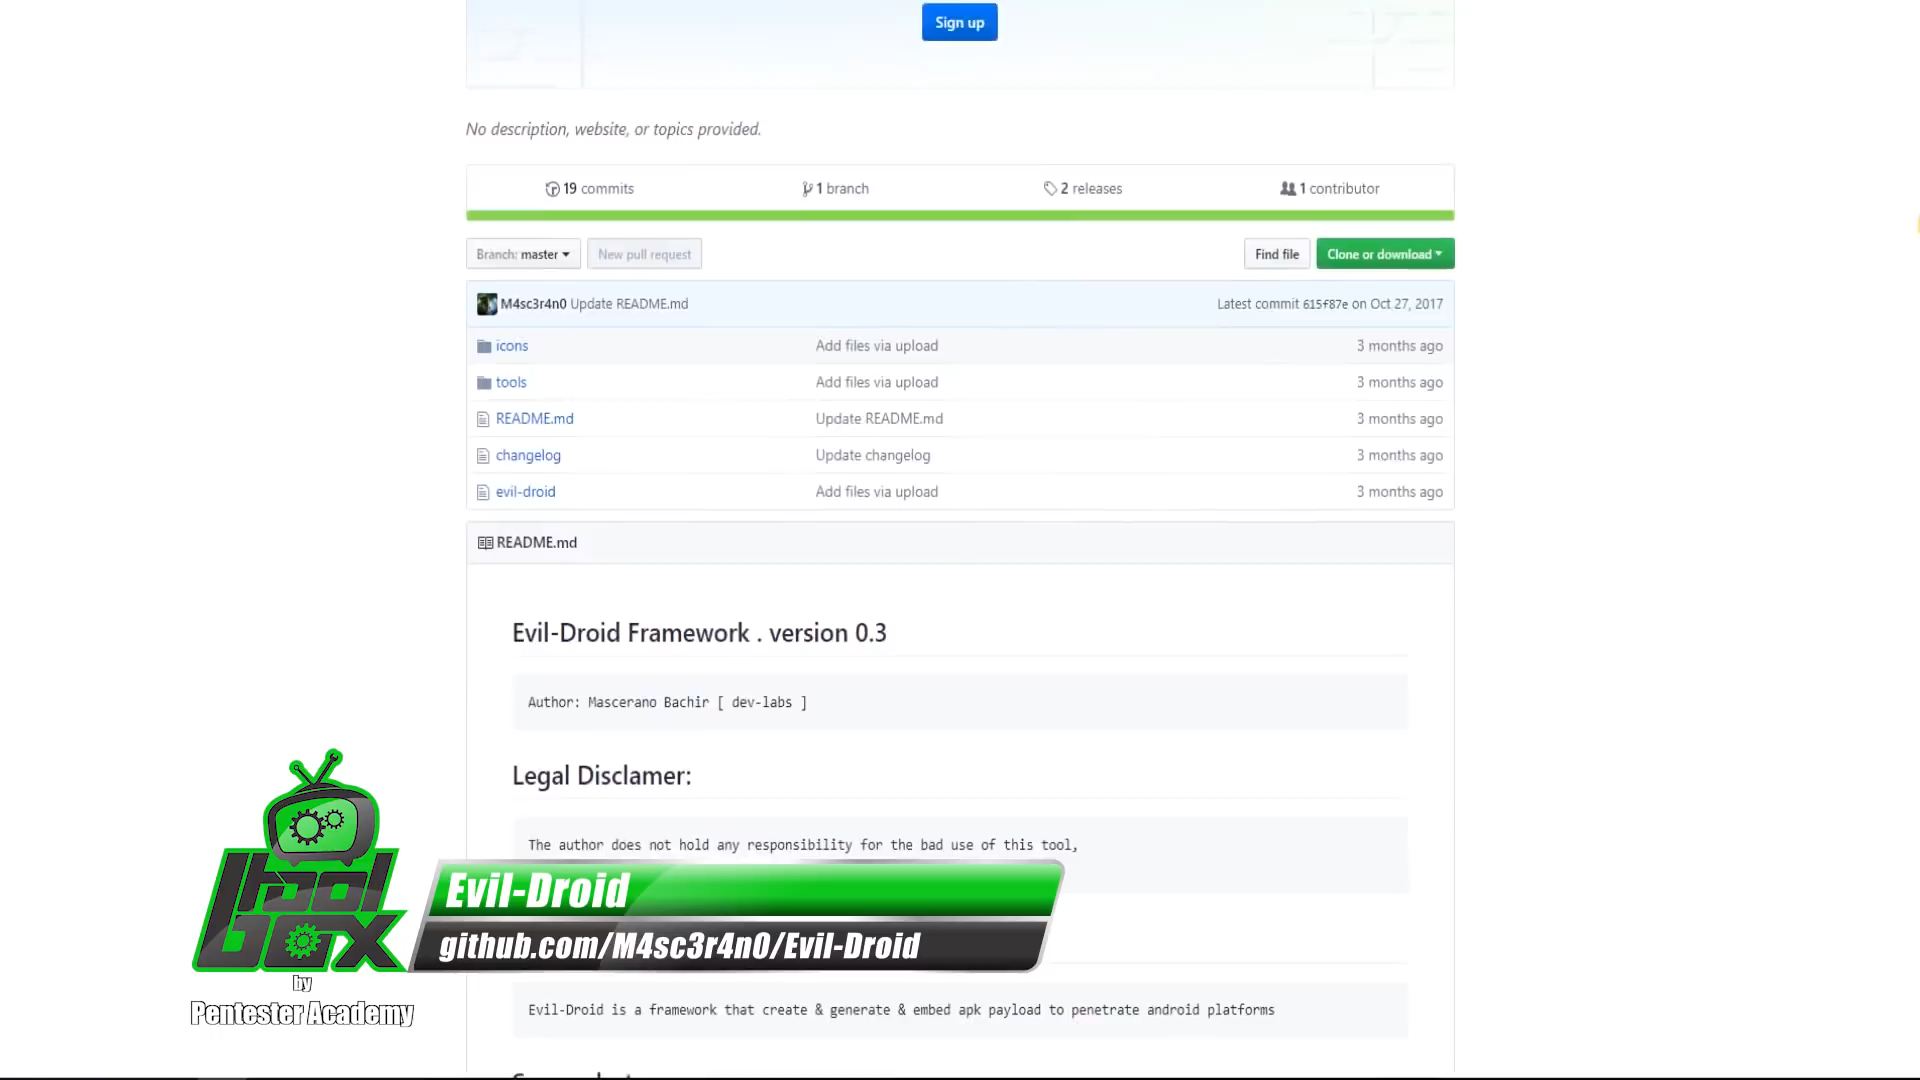 Sign up
No description, website, or topics provided.
19 commits
1 branch
2 releases
1 contributor
Branch: master
New pull request
Find file
Clone or download
M4sc3r4n0 Update README.md
Latest commit 615f87e on Oct 27, 2017
icons
Add files via upload
3 months ago
tools
Add files via upload
3 months ago
README.md
Update README.md
3 months ago
changelog
Update changelog
3 months ago
evil-droid
Add files via upload
3 months ago
README.md
Evil-Droid Framework . version 0.3
Author: Mascerano Bachir [ dev-labs ]
Legal Disclamer:
The author does not hold any responsibility for the bad use of this tool,
Evil-Droid
github.com/M4sc3r4n0/Evil-Droid
tool
box
by
Pentester Academy
Evil-Droid is a framework that create & generate & embed apk payload to penetrate android platforms